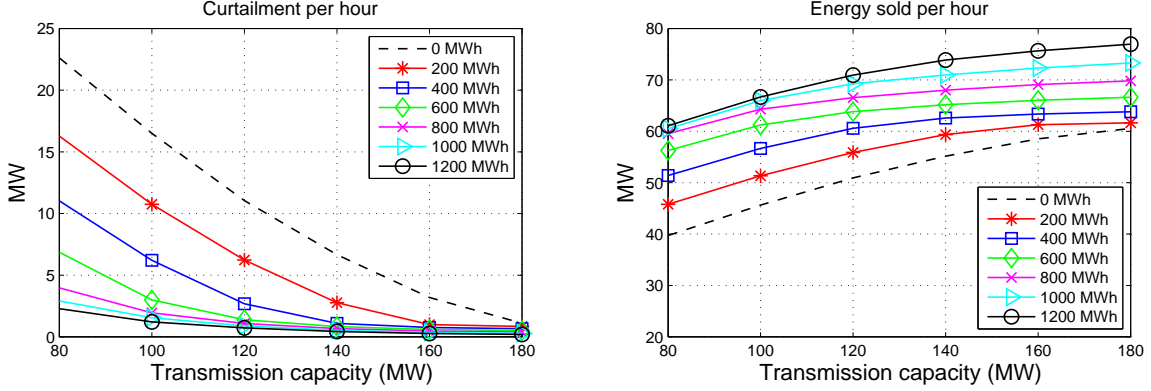 Curtailment per hour
25
20
15
10
5
0
80
100
120
140
160
180
MW
Transmission capacity (MW)
0 MWh
200 MWh
400 MWh
600 MWh
800 MWh
1000 MWh
1200 MWh
Energy sold per hour
80
70
60
50
40
30
20
80
100
120
140
160
180
MW
Transmission capacity (MW)
0 MWh
200 MWh
400 MWh
600 MWh
800 MWh
1000 MWh
1200 MWh